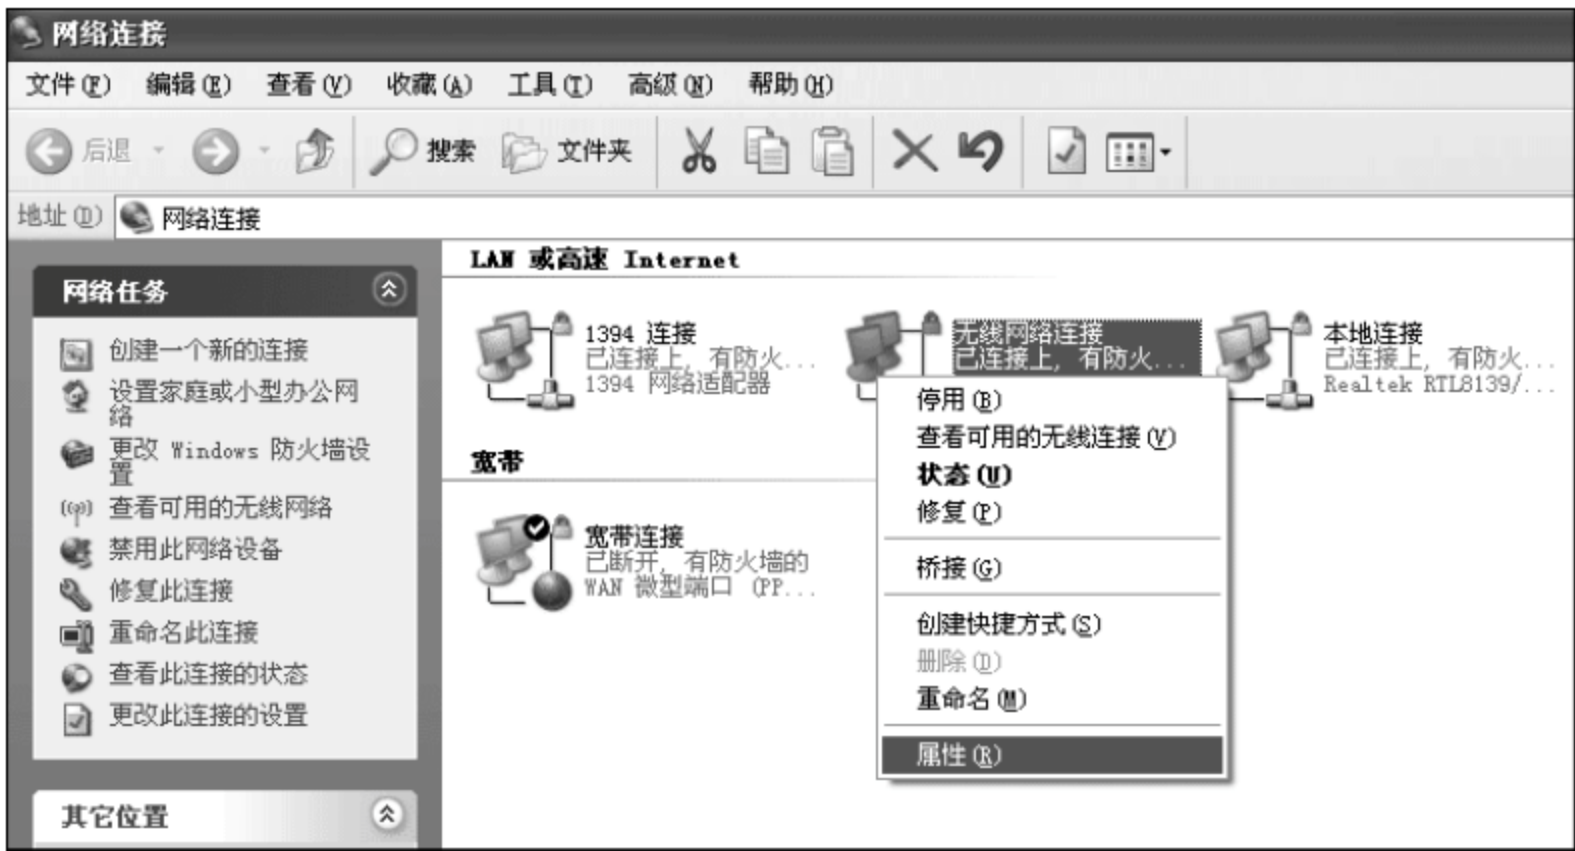 网络连接
文件(F) 编辑(E) 查看(V) 收藏(A) 工具(T) 高级(N) 帮助(H)
后退 搜索 文件夹
地址(D) 网络连接
网络任务
创建一个新的连接
设置家庭或小型办公网
络
更改 Windows 防火墙设
置
查看可用的无线网络
禁用此网络设备
修复此连接
重命名此连接
查看此连接的状态
更改此连接的设置
其它位置
LAN 或高速 Internet
1394 连接
已连接上, 有防火...
1394 网络适配器
无线网络连接
已连接上, 有防火...
本地连接
已连接上, 有防火...
Realtek RTL8139/...
宽带
宽带连接
已断开, 有防火墙的
WAN 微型端口 (PP...
停用(B)
查看可用的无线连接(V)
状态(U)
修复(P)
桥接(G)
创建快捷方式(S)
删除(D)
重命名(M)
属性(R)